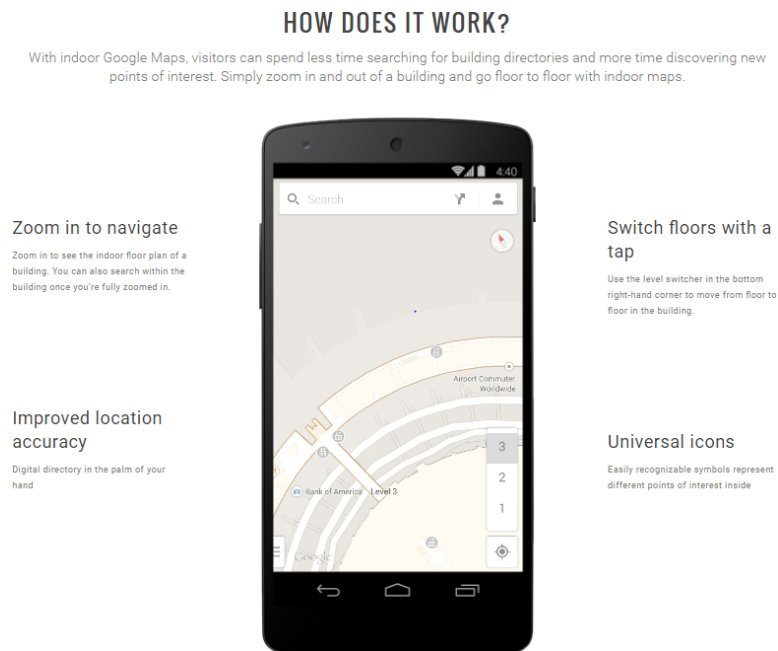 HOW DOES IT WORK?
With indoor Google Maps, visitors can spend less time searching for building directories and more time discovering new
points of interest. Simply zoom in and out of a building and go floor to floor with indoor maps.
4:40
Search
Zoom in to navigate
Zoom in to see the indoor floor plan of a
building. You can also search within the
building once you're fully zoomed in.
Switch floors with a
tap
Use the level switcher in the bottom
right-hand corner to move from floor to
floor in the building.
Airport Commuter
Worldwide
Improved location
accuracy
Digital directory in the palm of your
hand
3
2
1
Bank of America
Level 3
Google
Universal icons
Easily recognizable symbols represent
different points of interest inside